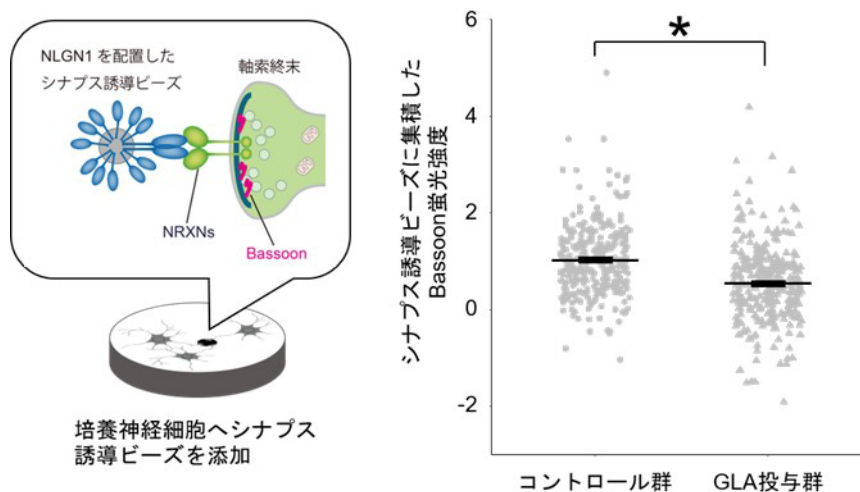 NLGN1 を配置した
シナプス誘導ビーズ
軸索終末
NRXNs
Bassoon
培養神経細胞へシナプス
誘導ビーズを添加
シナプス誘導ビーズに集積した
Bassoon蛍光強度
6
4
2
0
-2
*
コントロール群
GLA投与群